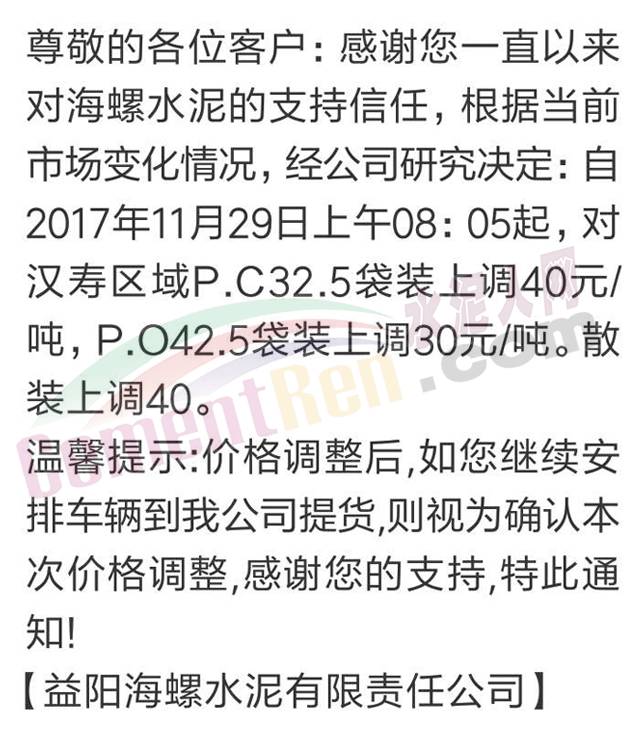 尊敬的各位客户：感谢您一直以来
对海螺水泥的支持信任，根据当前
市场变化情况，经公司研究决定：自
2017年11月29日上午08：05起，对
汉寿区域P.C32.5袋装上调40元/
吨，P.O42.5袋装上调30元/吨。散
装上调40。
温馨提示:价格调整后,如您继续安
排车辆到我公司提货,则视为确认本
次价格调整,感谢您的支持,特此通
知!
【益阳海螺水泥有限责任公司】
水泥人网
CementRen.com